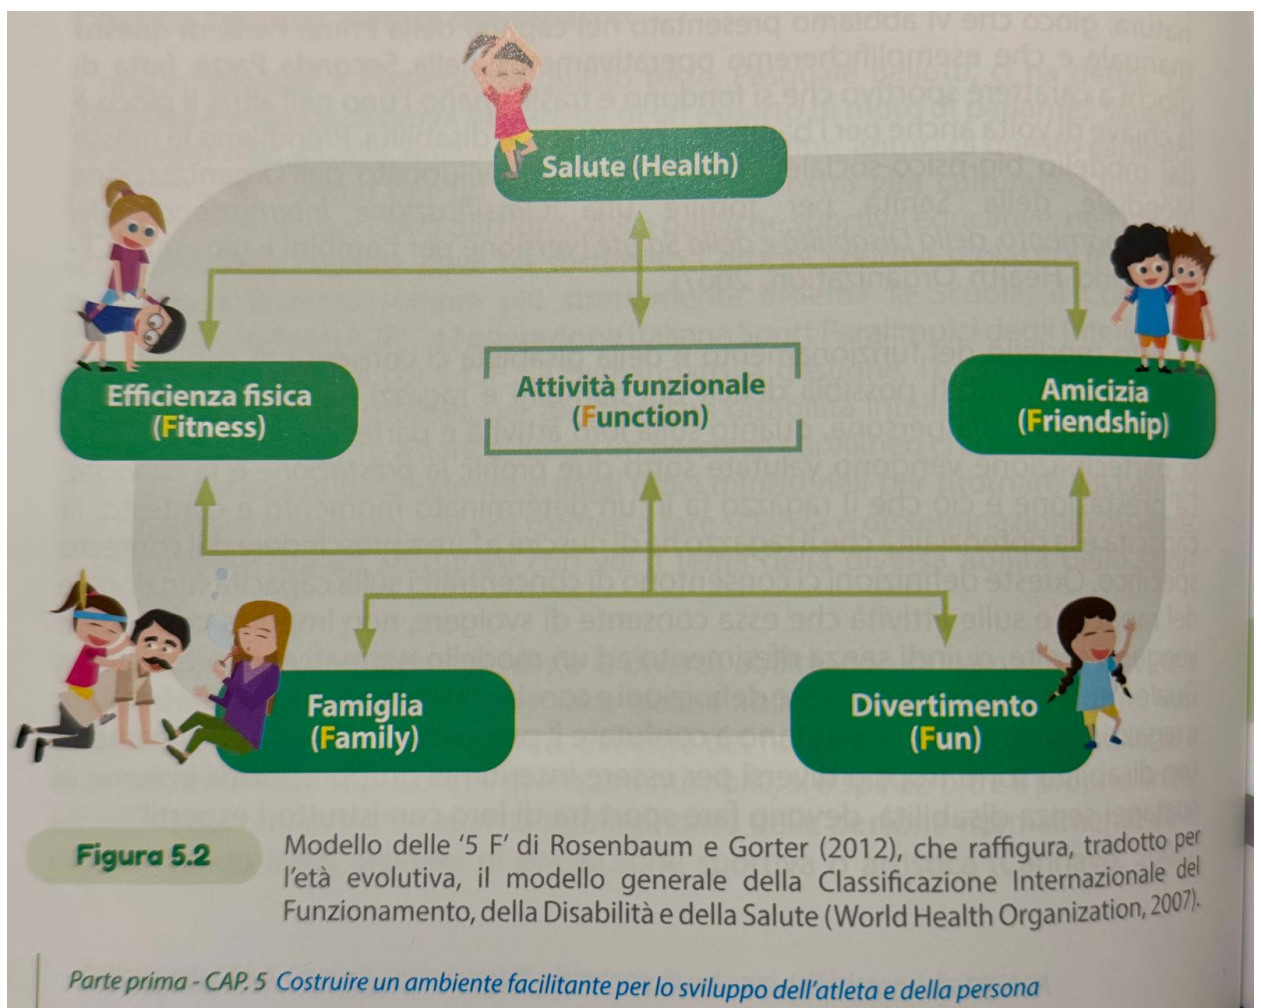 Salute (Health)
Efficienza fisica
(Fitness)
Attività funzionale
(Function)
Amicizia
(Friendship)
Famiglia
(Family)
Divertimento
(Fun)
Figura 5.2
Modello delle ‘5 F’ di Rosenbaum e Gorter (2012), che raffigura, tradotto per
l’età evolutiva, il modello generale della Classificazione Internazionale del
Funzionamento, della Disabilità e della Salute (World Health Organization, 2007).
Parte prima - CAP. 5 Costruire un ambiente facilitante per lo sviluppo dell’atleta e della persona